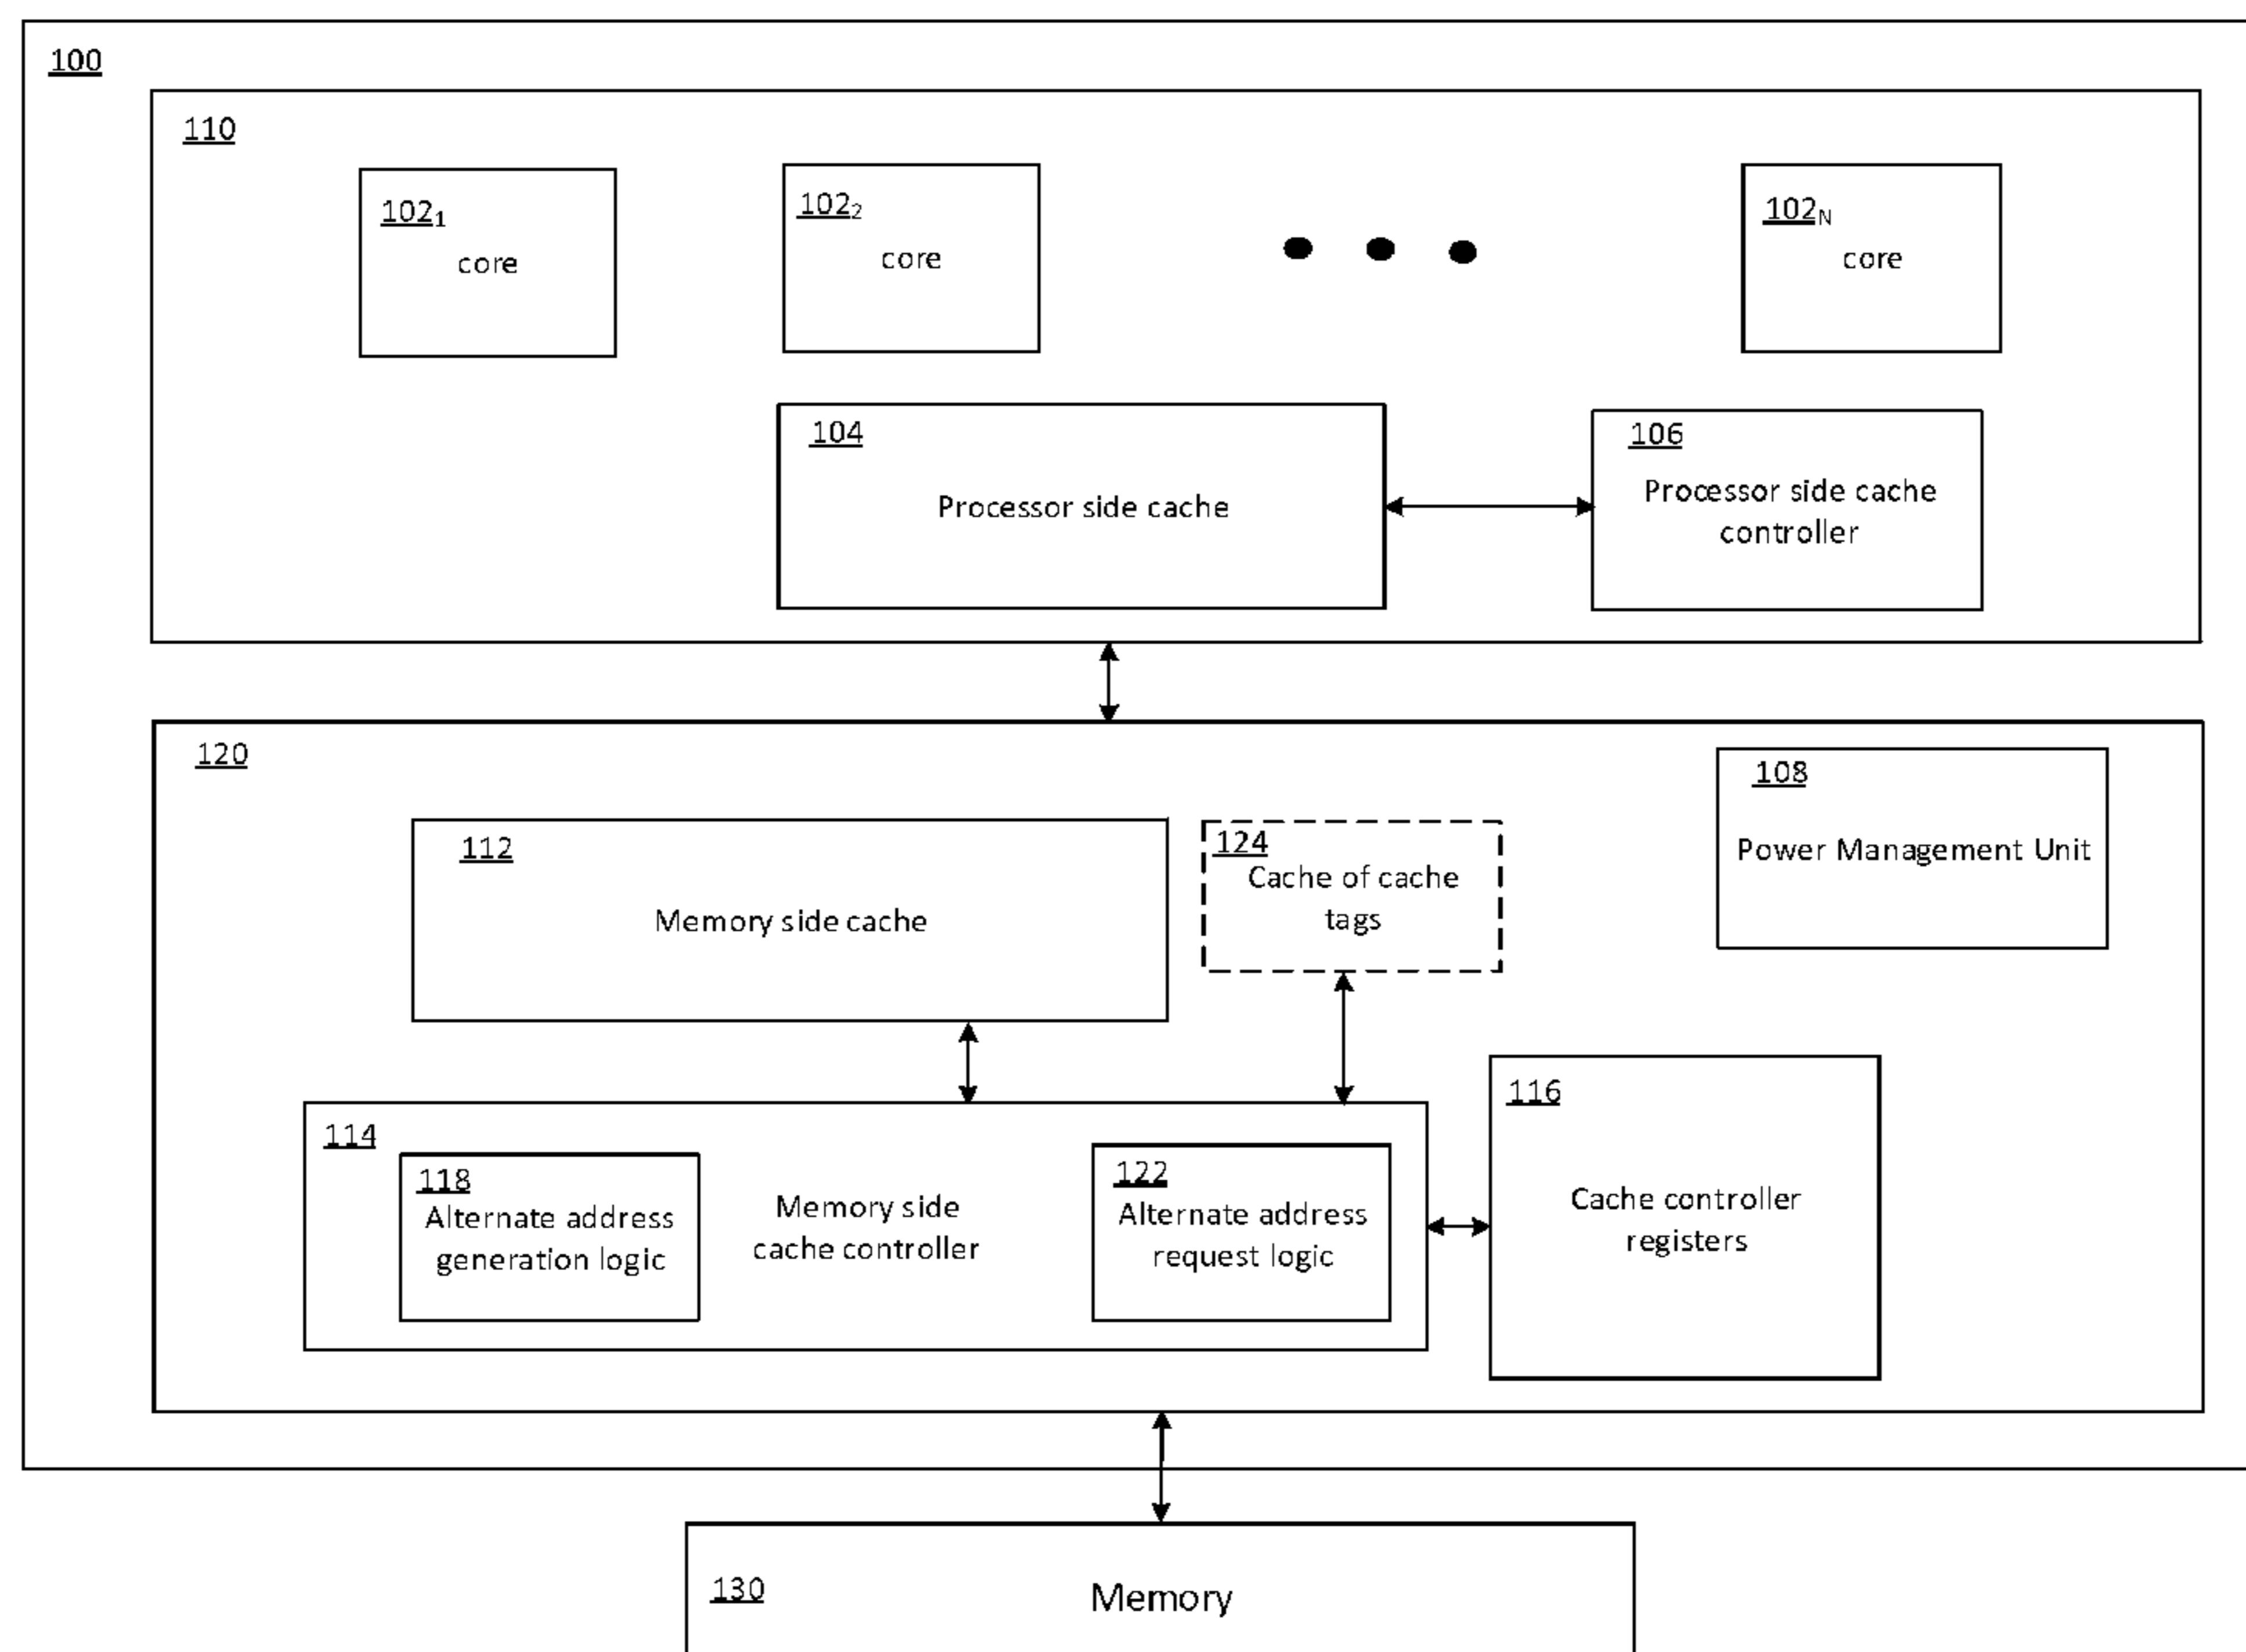 100
110
102₁
core
102₂
core
102N
core
104
Processor side cache
106
Processor side cache
controller
120
108
Power Management Unit
112
Memory side cache
124
Cache of cache
tags
114
118
Alternate address
generation logic
Memory side
cache controller
122
Alternate address
request logic
116
Cache controller
registers
130
Memory